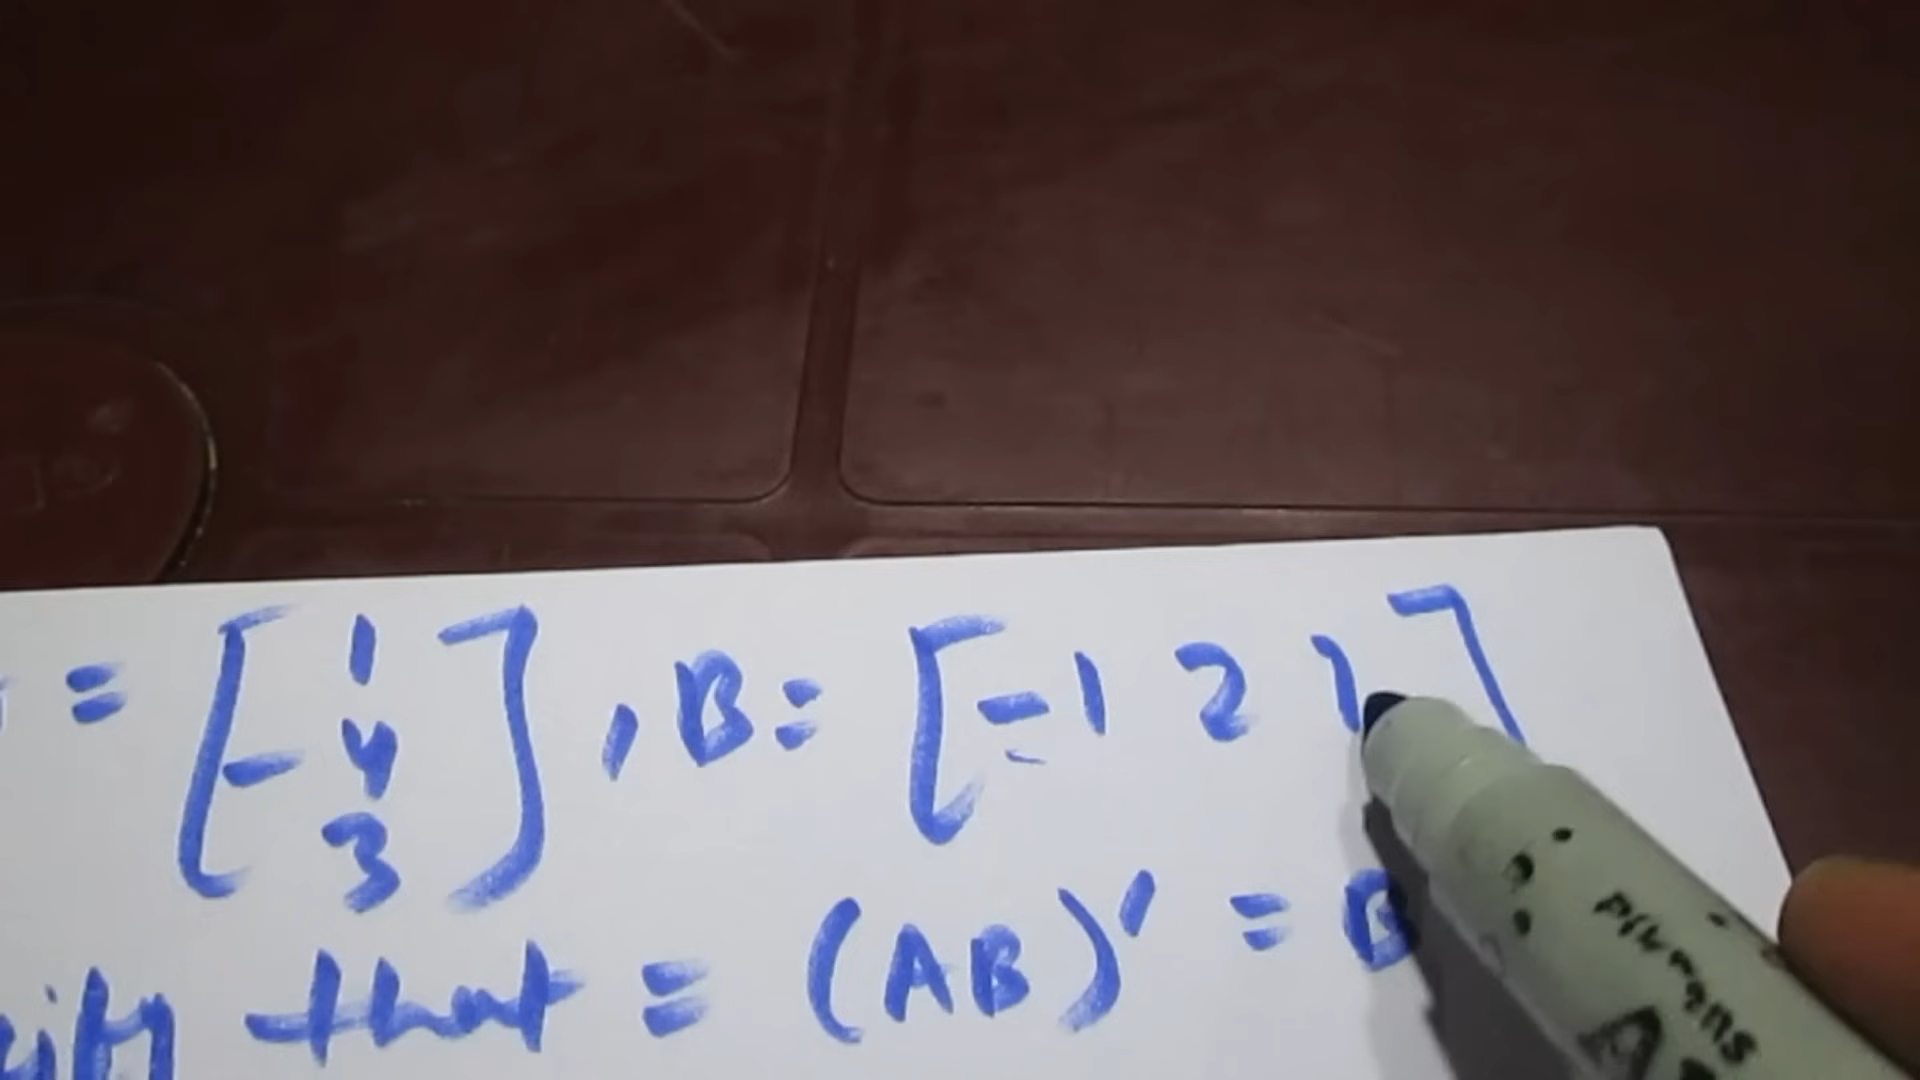 = [ 1 ] , B = [ -1 2 1 ]
-4
3
that = (AB)' = B